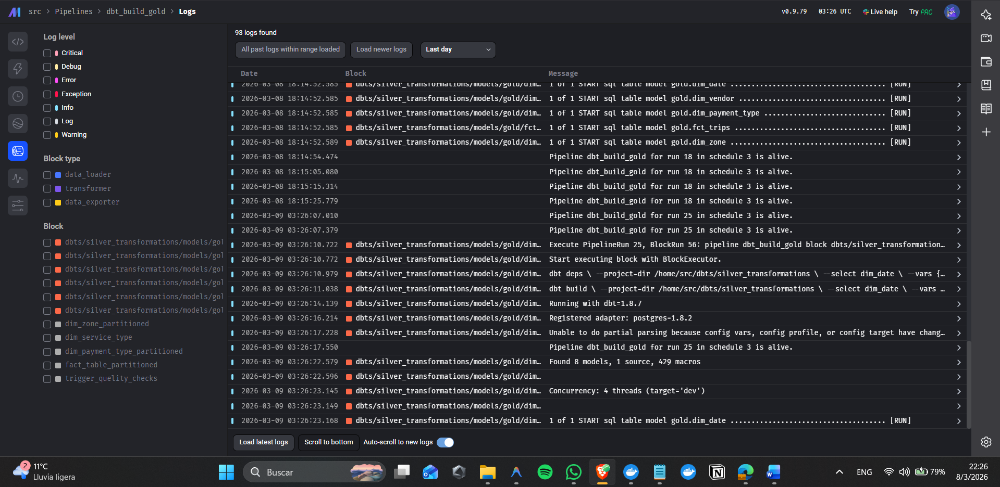 src > Pipelines > dbt_build_gold > Logs
v0.9.79
03:26 UTC
Live help
Try PRO
Log level
Critical
Debug
Error
Exception
Info
Log
Warning
Block type
data_loader
transformer
data_exporter
Block
dbts/silver_transformations/models/gol
dbts/silver_transformations/models/gol
dbts/silver_transformations/models/gol
dbts/silver_transformations/models/gol
dbts/silver_transformations/models/gol
dbts/silver_transformations/models/gol
dim_zone_partitioned
dim_service_type
dim_payment_type_partitioned
fact_table_partitioned
trigger_quelity_checks
93 logs found
All past logs within range loaded
Load newer logs
Last day
Date Block Message
2026-03-08 18:14:52.585 dbts/silver_transformations/models/gold/dim… 1 of 1 START sql table model gold.dim_date ..................................... [RUN]
2026-03-08 18:14:52.585 dbts/silver_transformations/models/gold/dim… 1 of 1 START sql table model gold.dim_vendor ................................... [RUN]
2026-03-08 18:14:52.585 dbts/silver_transformations/models/gold/dim… 1 of 1 START sql table model gold.dim_payment_type ............................. [RUN]
2026-03-08 18:14:52.585 dbts/silver_transformations/models/gold/fct… 1 of 1 START sql table model gold.fct_trips .................................... [RUN]
2026-03-08 18:14:52.589 dbts/silver_transformations/models/gold/dim… 1 of 1 START sql table model gold.dim_zone ..................................... [RUN]
2026-03-08 18:14:54.474 Pipeline dbt_build_gold for run 18 in schedule 3 is alive.
2026-03-08 18:15:05.080 Pipeline dbt_build_gold for run 18 in schedule 3 is alive.
2026-03-08 18:15:15.314 Pipeline dbt_build_gold for run 18 in schedule 3 is alive.
2026-03-08 18:15:25.779 Pipeline dbt_build_gold for run 18 in schedule 3 is alive.
2026-03-09 03:26:07.010 Pipeline dbt_build_gold for run 25 in schedule 3 is alive.
2026-03-09 03:26:07.379 Pipeline dbt_build_gold for run 25 in schedule 3 is alive.
2026-03-09 03:26:10.722 dbts/silver_transformations/models/gold/dim… Execute PipelineRun 25, BlockRun 56: pipeline dbt_build_gold block dbts/silver_transformation…
2026-03-09 03:26:10.772 dbts/silver_transformations/models/gold/dim… Start executing block with BlockExecutor.
2026-03-09 03:26:10.979 dbts/silver_transformations/models/gold/dim… dbt deps \ --project-dir /home/src/dbts/silver_transformations \ --select dim_date \ --vars {…
2026-03-09 03:26:11.038 dbts/silver_transformations/models/gold/dim… dbt build \ --project-dir /home/src/dbts/silver_transformations \ --select dim_date \ --vars …
2026-03-09 03:26:14.139 dbts/silver_transformations/models/gold/dim… Running with dbt=1.8.7
2026-03-09 03:26:16.214 dbts/silver_transformations/models/gold/dim… Registered adapter: postgres=1.8.2
2026-03-09 03:26:17.228 dbts/silver_transformations/models/gold/dim… Unable to do partial parsing because config vars, config profile, or config target have chang…
2026-03-09 03:26:17.550 Pipeline dbt_build_gold for run 25 in schedule 3 is alive.
2026-03-09 03:26:22.579 dbts/silver_transformations/models/gold/dim… Found 8 models, 1 source, 429 macros
2026-03-09 03:26:22.596 dbts/silver_transformations/models/gold/dim…
2026-03-09 03:26:23.145 dbts/silver_transformations/models/gold/dim… Concurrency: 4 threads (target='dev')
2026-03-09 03:26:23.149 dbts/silver_transformations/models/gold/dim…
2026-03-09 03:26:23.168 dbts/silver_transformations/models/gold/dim… 1 of 1 START sql table model gold.dim_date ..................................... [RUN]
Load latest logs
Scroll to bottom
Auto-scroll to new logs
2
11°C
Lluvia ligera
Buscar
ENG
79%
22:26
8/3/2026